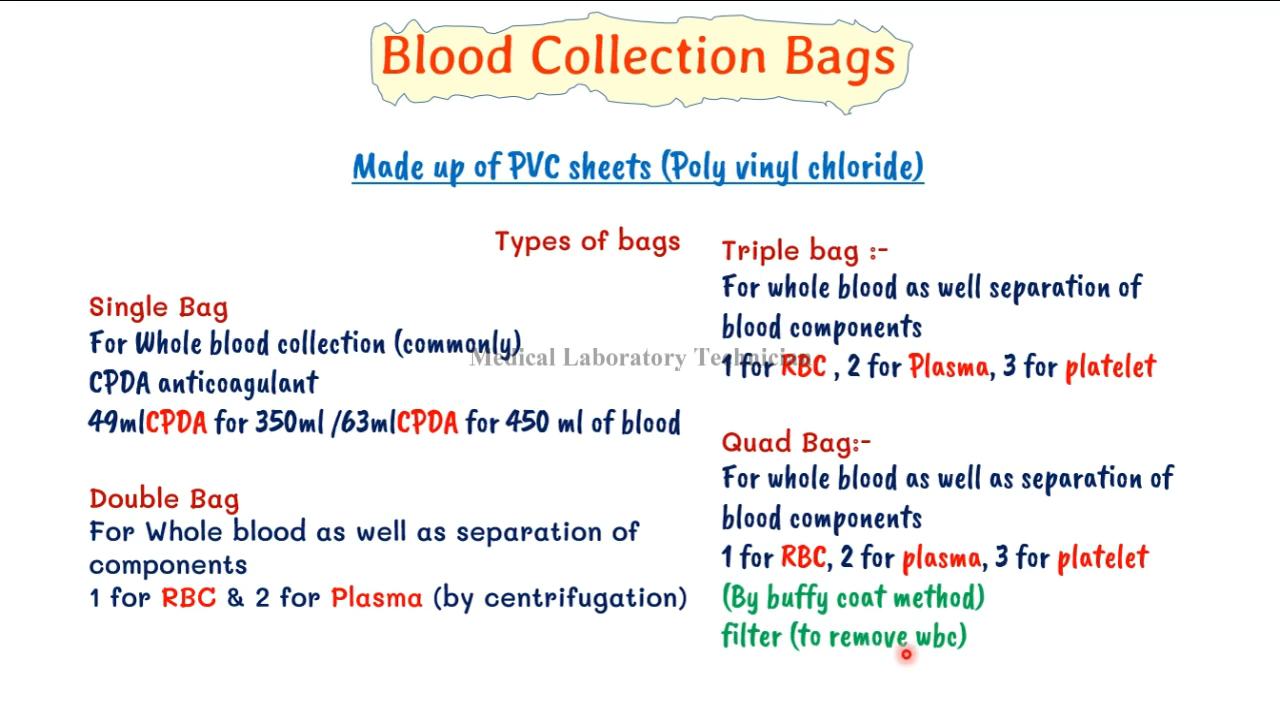 Blood Collection Bags
Made up of PVC sheets (Poly vinyl chloride)
Types of bags
Single Bag
For Whole blood collection (commonly)
CPDA anticoagulant
49mlCPDA for 350ml /63mlCPDA for 450 ml of blood
Double Bag
For Whole blood as well as separation of
components
1 for RBC & 2 for Plasma (by centrifugation)
Triple bag :-
For whole blood as well separation of
blood components
1 for RBC , 2 for Plasma, 3 for platelet
Quad Bag:-
For whole blood as well as separation of
blood components
1 for RBC, 2 for plasma, 3 for platelet
(By buffy coat method)
filter (to remove wbc)
Medical Laboratory Technician